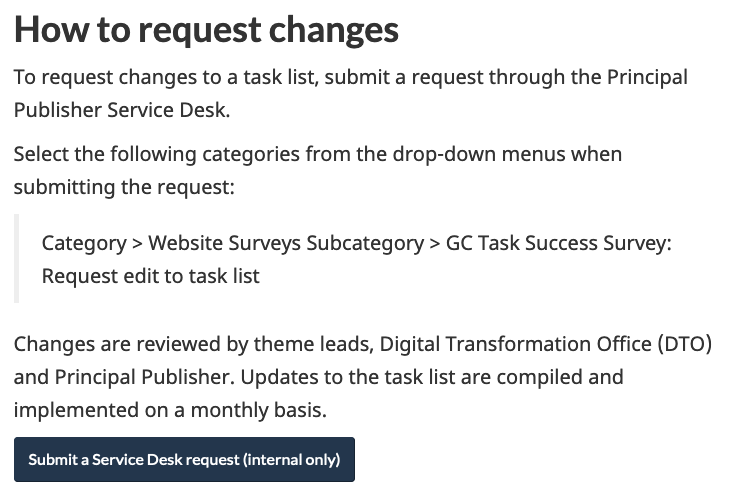 How to request changes
To request changes to a task list, submit a request through the Principal
Publisher Service Desk.
Select the following categories from the drop-down menus when
submitting the request:
Category > Website Surveys Subcategory > GC Task Success Survey:
Request edit to task list
Changes are reviewed by theme leads, Digital Transformation Office (DTO)
and Principal Publisher. Updates to the task list are compiled and
implemented on a monthly basis.
Submit a Service Desk request (internal only)